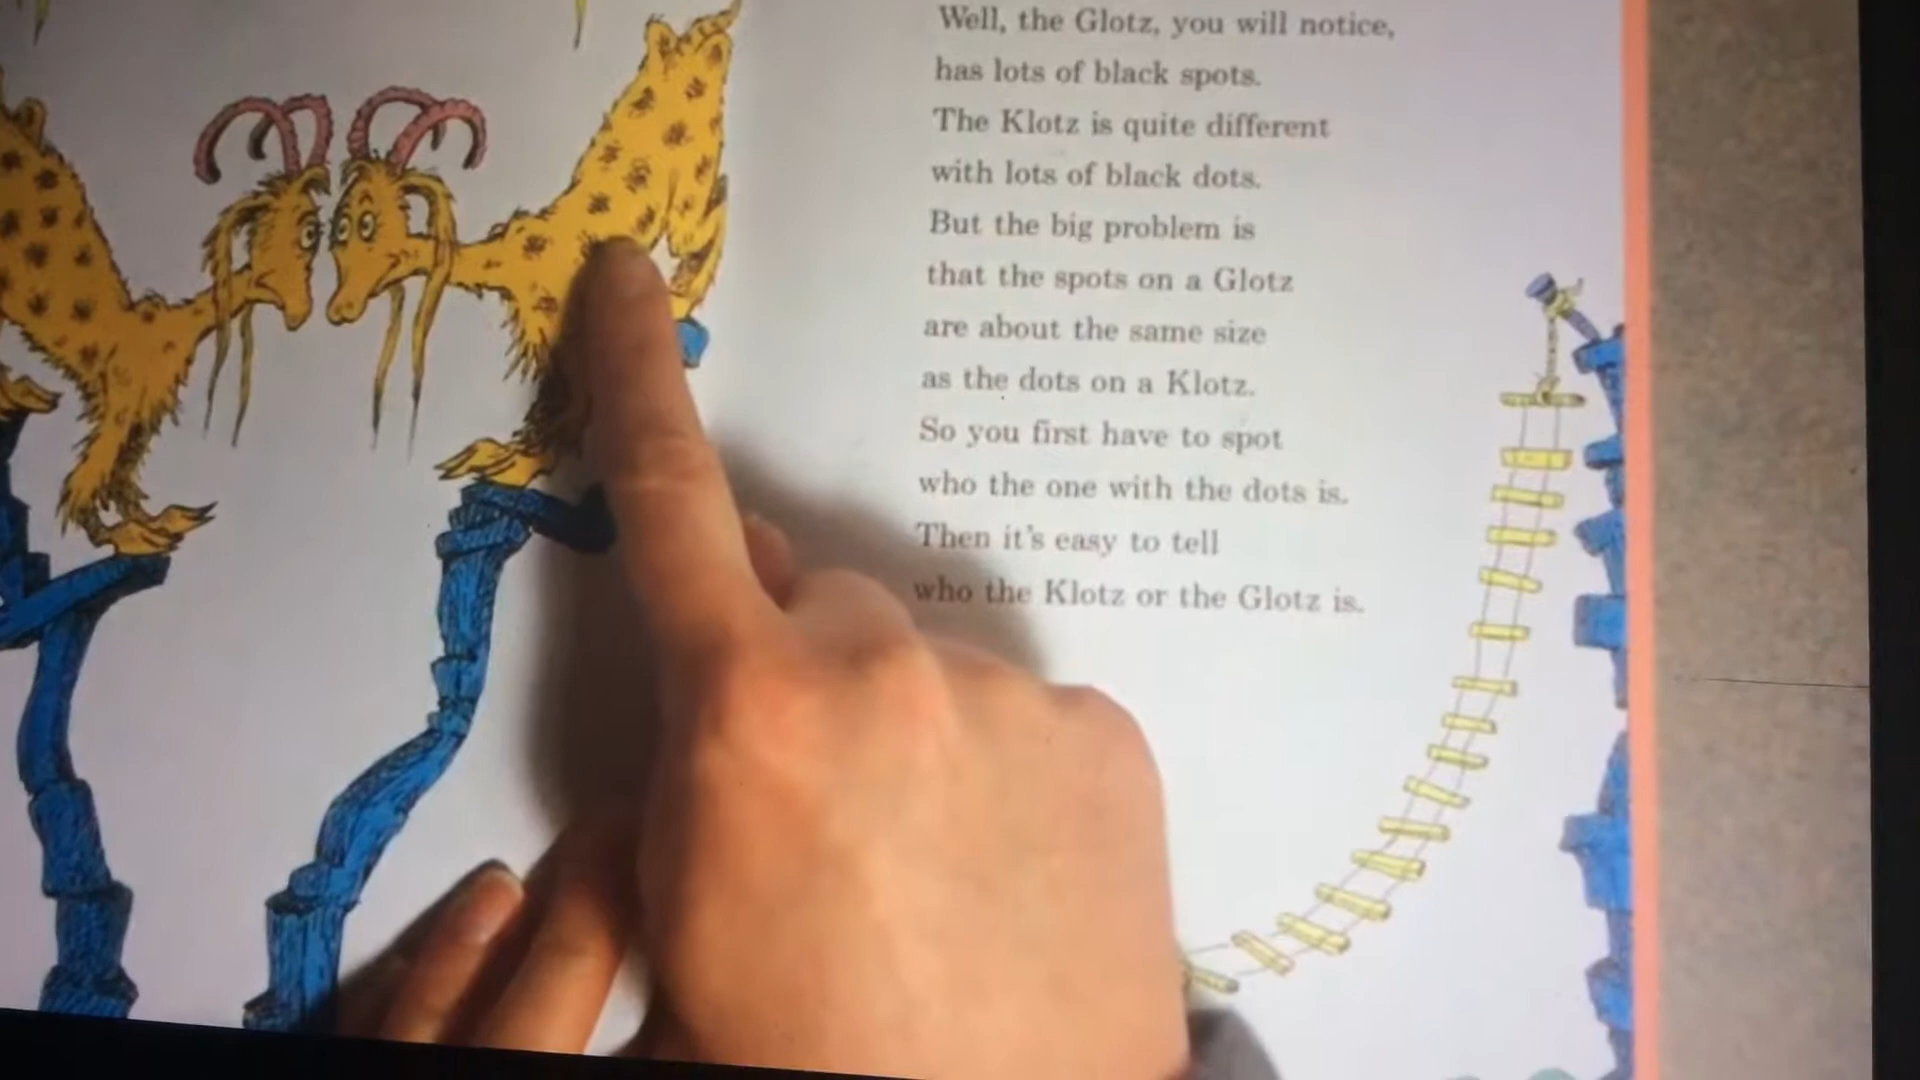 Well, the Glotz, you will notice,
has lots of black spots.
The Klotz is quite different
with lots of black dots.
But the big problem is
that the spots on a Glotz
are about the same size
as the dots on a Klotz.
So you first have to spot
who the one with the dots is.
Then it's easy to tell
who the Klotz or the Glotz is.